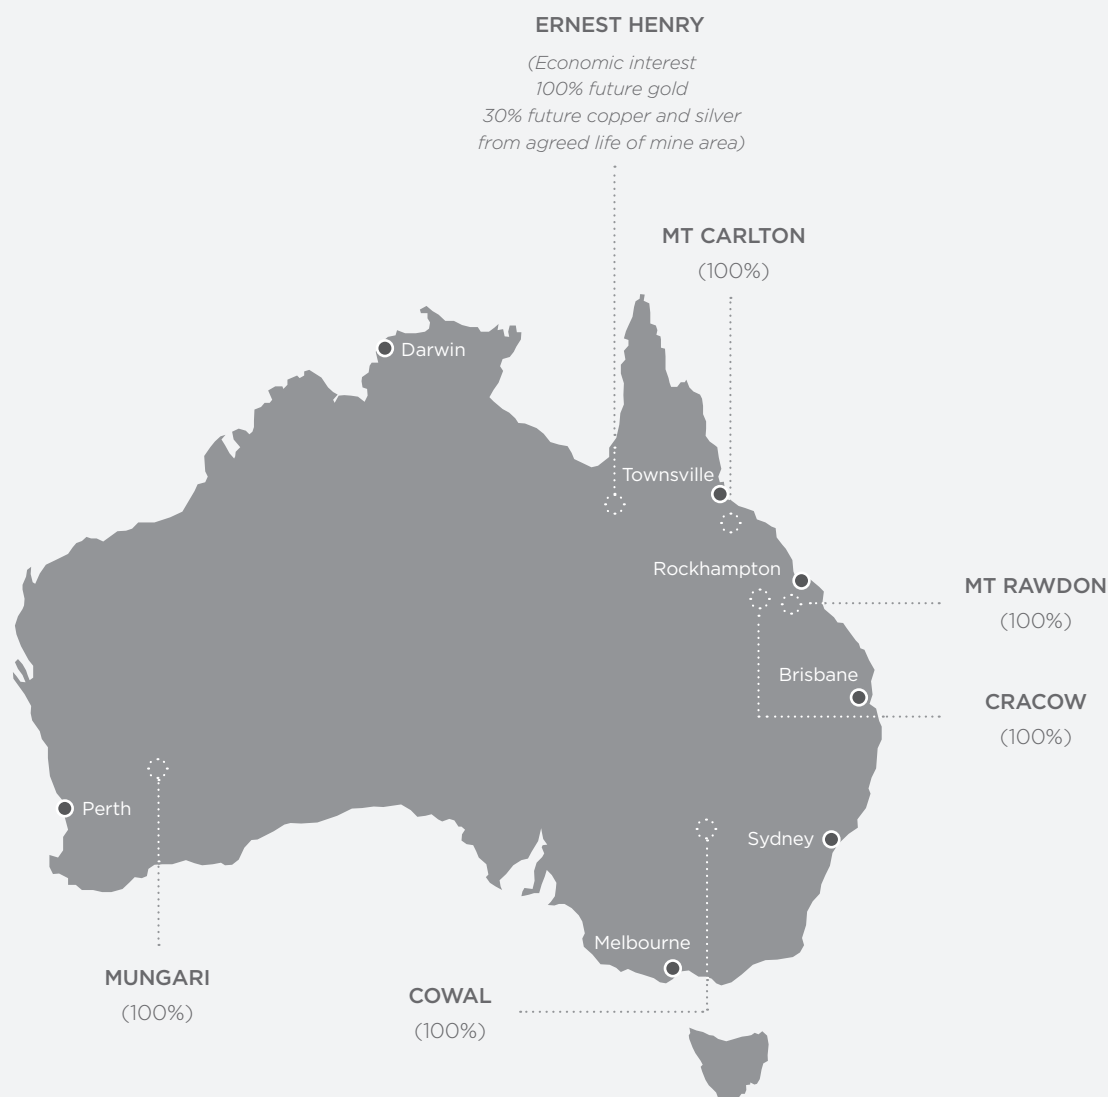 ERNEST HENRY
(Economic interest
100% future gold
30% future copper and silver
from agreed life of mine area)
MT CARLTON
(100%)
Darwin
Townsville
Rockhampton
MT RAWDON
(100%)
Brisbane
CRACOW
(100%)
Perth
Sydney
Melbourne
MUNGARI
(100%)
COWAL
(100%)